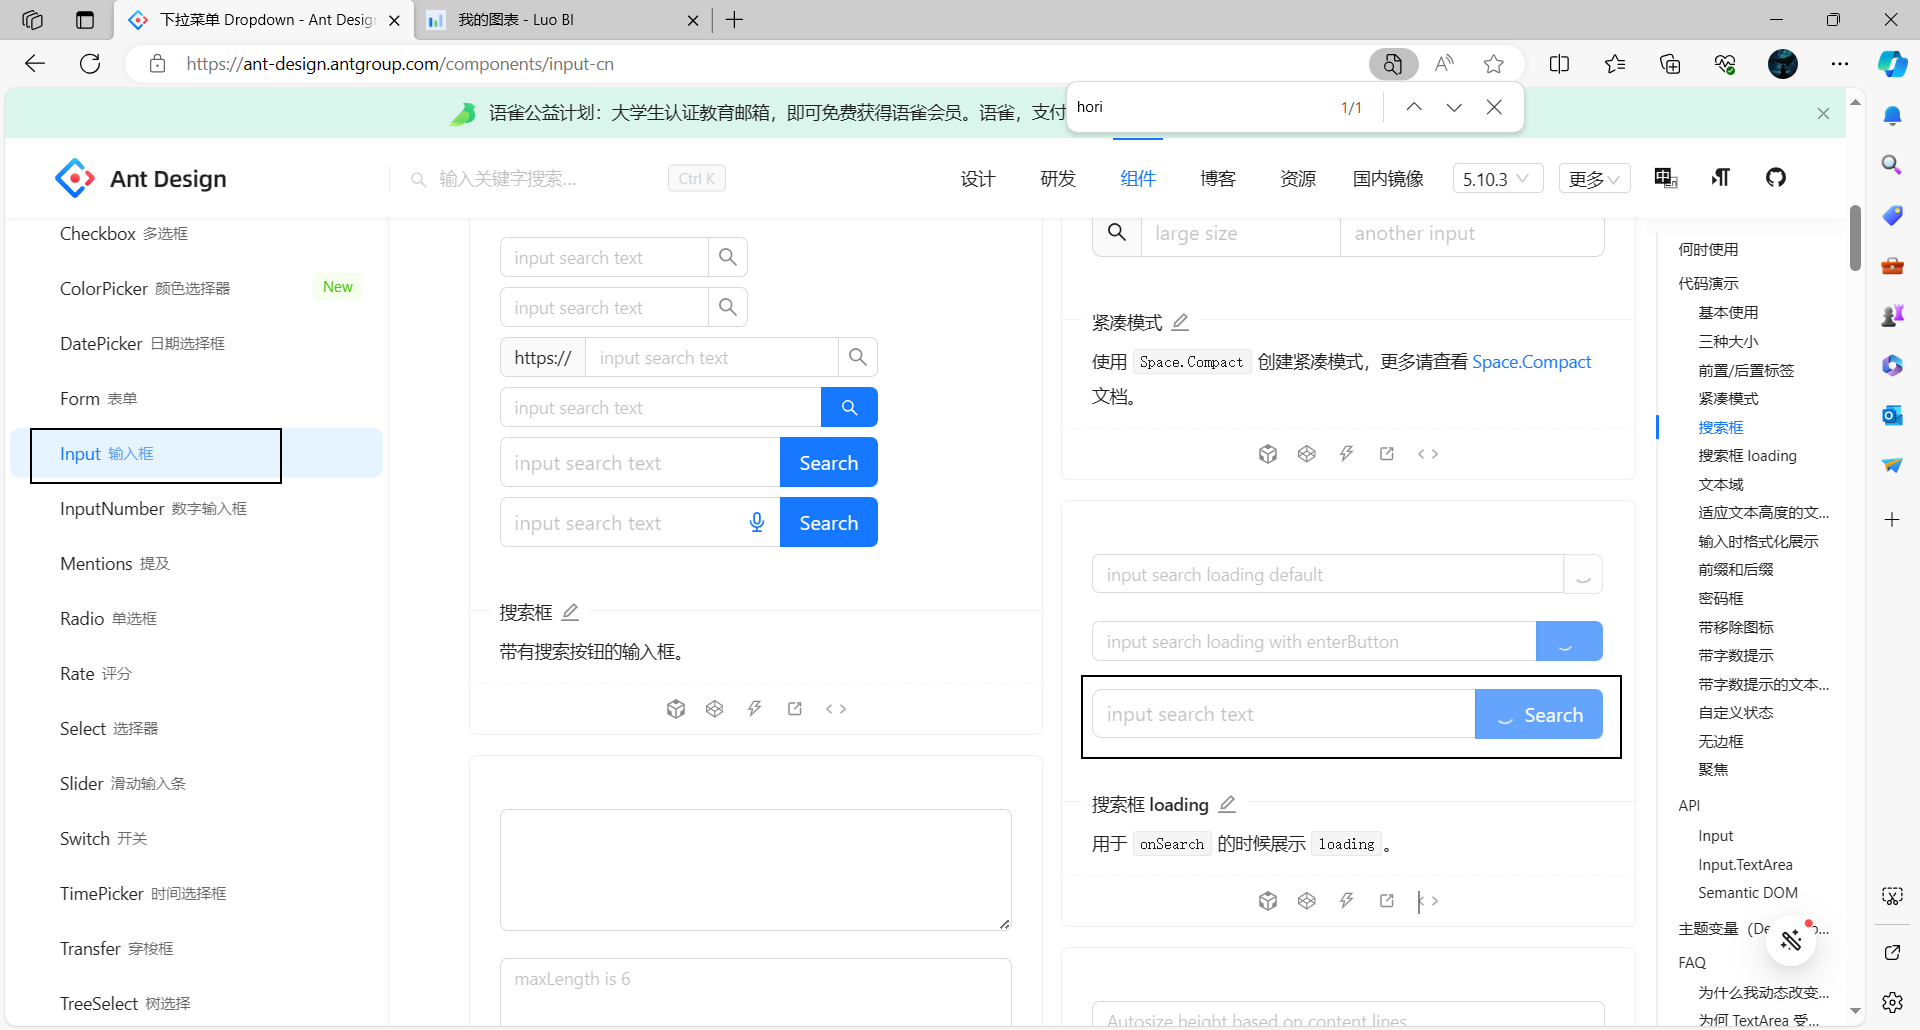 下拉菜单 Dropdown - Ant Desig
我的图表 - Luo BI
https://ant-design.antgroup.com/components/input-cn
hori
1/1
语雀公益计划：大学生认证教育邮箱，即可免费获得语雀会员。语雀，支付
Ant Design
输入关键字搜索...
Ctrl K
设计
研发
组件
博客
资源
国内镜像
5.10.3
更多
Checkbox 多选框
ColorPicker 颜色选择器
New
DatePicker 日期选择框
Form 表单
Input 输入框
InputNumber 数字输入框
Mentions 提及
Radio 单选框
Rate 评分
Select 选择器
Slider 滑动输入条
Switch 开关
TimePicker 时间选择框
Transfer 穿梭框
TreeSelect 树选择
input search text
input search text
https://
input search text
input search text
input search text
Search
input search text
Search
搜索框
带有搜索按钮的输入框。
maxLength is 6
large size
another input
紧凑模式
使用 Space.Compact 创建紧凑模式，更多请查看 Space.Compact
文档。
input search loading default
input search loading with enterButton
input search text
Search
搜索框 loading
用于 onSearch 的时候展示 loading 。
Autosize height based on content lines
何时使用
代码演示
基本使用
三种大小
前置/后置标签
紧凑模式
搜索框
搜索框 loading
文本域
适应文本高度的文...
输入时格式化展示
前缀和后缀
密码框
带移除图标
带字数提示
带字数提示的文本...
自定义状态
无边框
聚焦
API
Input
Input.TextArea
Semantic DOM
主题变量（De
FAQ
为什么我动态改变...
为何 TextArea 受...